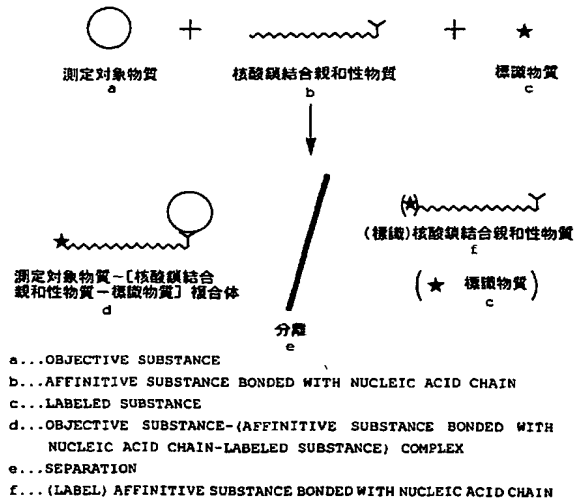 + +
測定対象物質 核酸鎖結合親和性物質 標識物質
a b c
(★)
(標識)核酸鎖結合親和性物質
f
測定対象物質-[核酸鎖結合
親和性物質-標識物質] 複合体
d
(★ 標識物質)
c
分離
e
a...OBJECTIVE SUBSTANCE
b...AFFINITIVE SUBSTANCE BONDED WITH NUCLEIC ACID CHAIN
c...LABELED SUBSTANCE
d...OBJECTIVE SUBSTANCE-(AFFINITIVE SUBSTANCE BONDED WITH
NUCLEIC ACID CHAIN-LABELED SUBSTANCE) COMPLEX
e...SEPARATION
f...(LABEL) AFFINITIVE SUBSTANCE BONDED WITH NUCLEIC ACID CHAIN